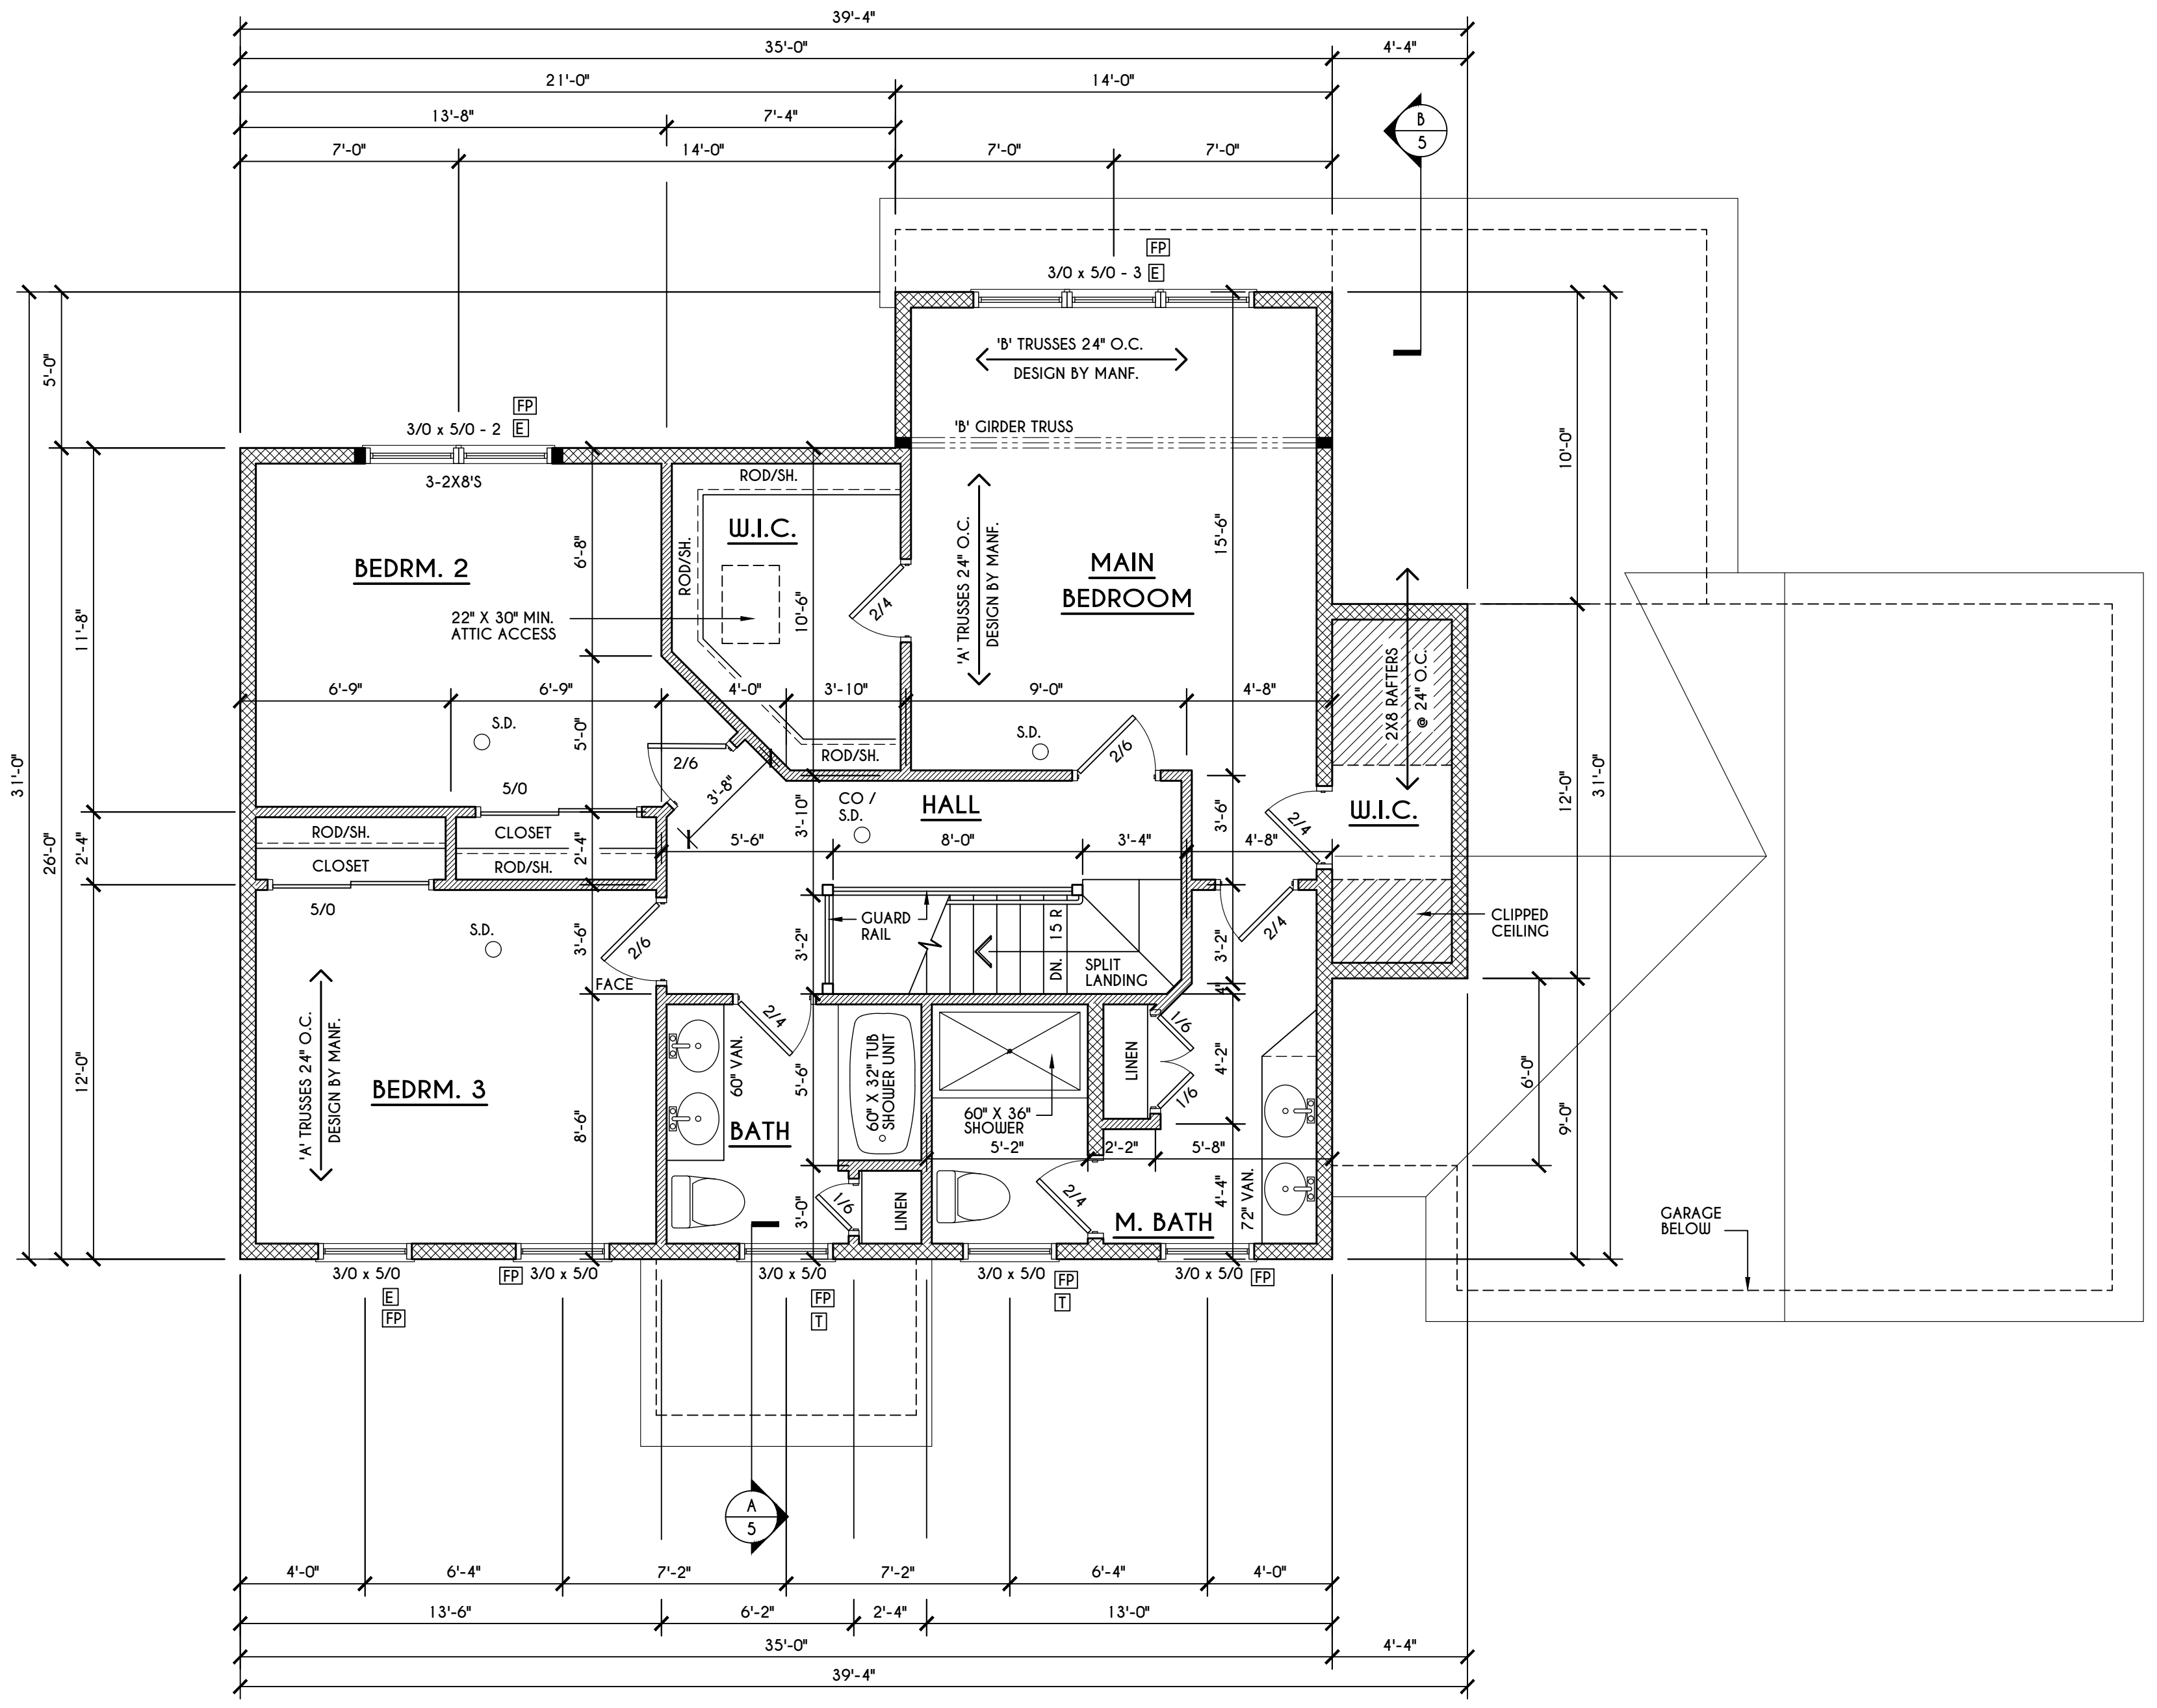 39'-4"
35'-0" 4'-4"
21'-0" 14'-0"
13'-8" 7'-4"
7'-0" 14'-0" 7'-0" 7'-0"
B
5
FP
3/0 x 5/0 - 3 E
'B' TRUSSES 24" O.C.
DESIGN BY MANF.
'B' GIRDER TRUSS
FP
3/0 x 5/0 - 2 E
3-2X8'S
31'-0"
5'-0"
26'-0"
11'-8"
2'-4"
12'-0"
BEDRM. 2
22" X 30" MIN.
ATTIC ACCESS
ROD/SH.
W.I.C.
ROD/SH.
ROD/SH.
6'-8"
10'-6"
2/4
'A' TRUSSES 24" O.C.
DESIGN BY MANF.
MAIN
BEDROOM
15'-6"
10'-0"
12'-0"
31'-0"
9'-0"
6'-0"
2X8 RAFTERS
@ 24" O.C.
6'-9" 6'-9" 4'-0" 3'-10" 9'-0" 4'-8"
S.D.
5'-0"
2/6
3'-8"
S.D.
2/6
5/0
ROD/SH.
CLOSET
CLOSET
ROD/SH.
2'-4"
5/0
CO /
S.D.
HALL
3'-10"
3'-6"
2/4
W.I.C.
5'-6" 8'-0" 3'-4" 4'-8"
GUARD
RAIL
DN. 15 R
SPLIT
LANDING
2/4
3'-2"
4"
CLIPPED
CEILING
S.D.
3'-6"
2/6
FACE
3'-2"
'A' TRUSSES 24" O.C.
DESIGN BY MANF.
BEDRM. 3
8'-6"
2/4
60" VAN.
BATH
5'-6"
60" X 32" TUB
SHOWER UNIT
60" X 36"
SHOWER
LINEN
1/6
1/6
4'-2"
5'-2" 2'-2" 5'-8"
3'-0"
1/6
LINEN
2/4
M. BATH
4'-4"
72" VAN.
GARAGE
BELOW
3/0 x 5/0
E
FP
FP 3/0 x 5/0
3/0 x 5/0
FP
T
3/0 x 5/0
FP
T
3/0 x 5/0 FP
A
5
4'-0" 6'-4" 7'-2" 7'-2" 6'-4" 4'-0"
13'-6" 6'-2" 2'-4" 13'-0"
35'-0" 4'-4"
39'-4"